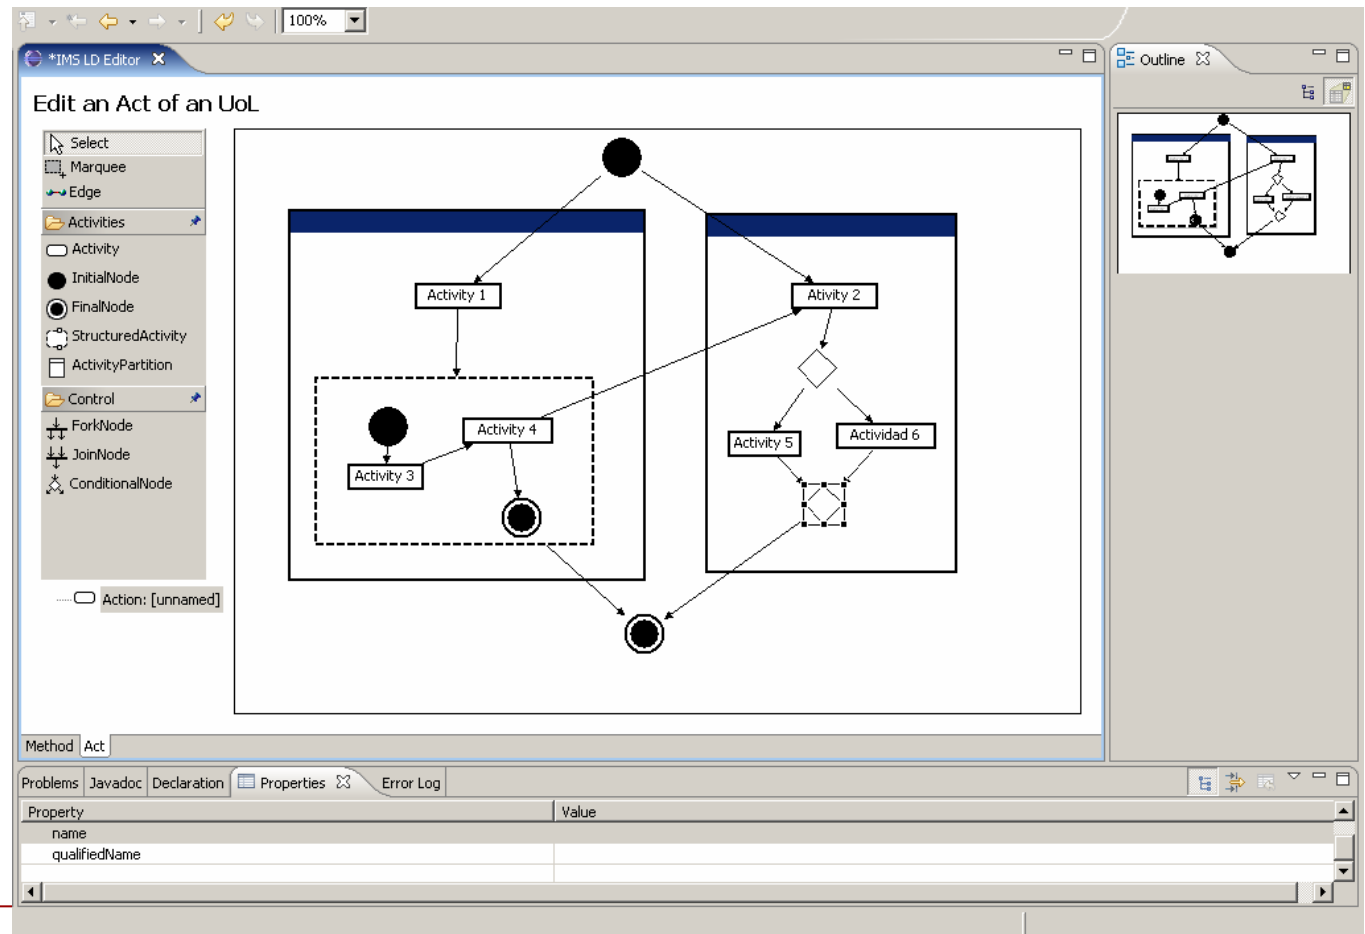 100%
*IMS LD Editor
Outline
Edit an Act of an UoL
Select
Marquee
Edge
Activities
Activity
InitialNode
FinalNode
StructuredActivity
ActivityPartition
Control
ForkNode
JoinNode
ConditionalNode
Action: [unnamed]
Activity 1
Ativity 2
Activity 4
Activity 3
Activity 5
Actividad 6
Method Act
Problems Javadoc Declaration Properties Error Log
Property Value
name
qualifiedName